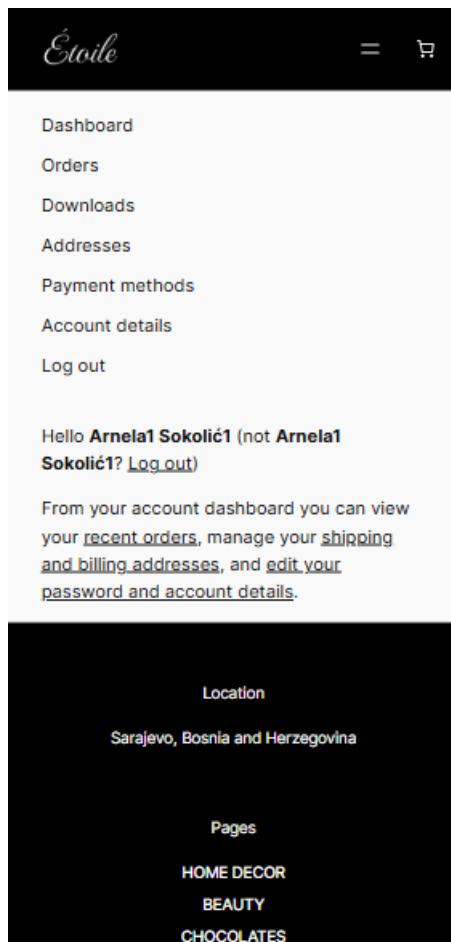 Étoile
Dashboard
Orders
Downloads
Addresses
Payment methods
Account details
Log out
Hello Arnela1 Sokolić1 (not Arnela1
Sokolić1? Log out)
From your account dashboard you can view
your recent orders, manage your shipping
and billing addresses, and edit your
password and account details.
Location
Sarajevo, Bosnia and Herzegovina
Pages
HOME DECOR
BEAUTY
CHOCOLATES